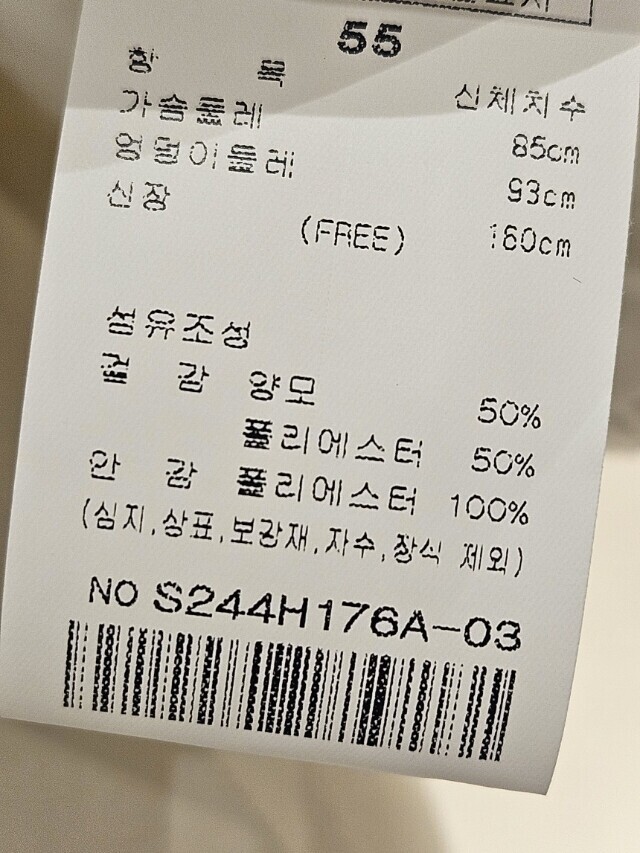 55
항 목 신체치수
가슴둘레 85cm
엉덩이둘레 93cm
신장 (FREE) 160cm
섬유조성
겉 감 양모 50%
폴리에스터 50%
안 감 폴리에스터 100%
(심지,상표,보강재,자수,장식 제외)
NO S244H176A-03